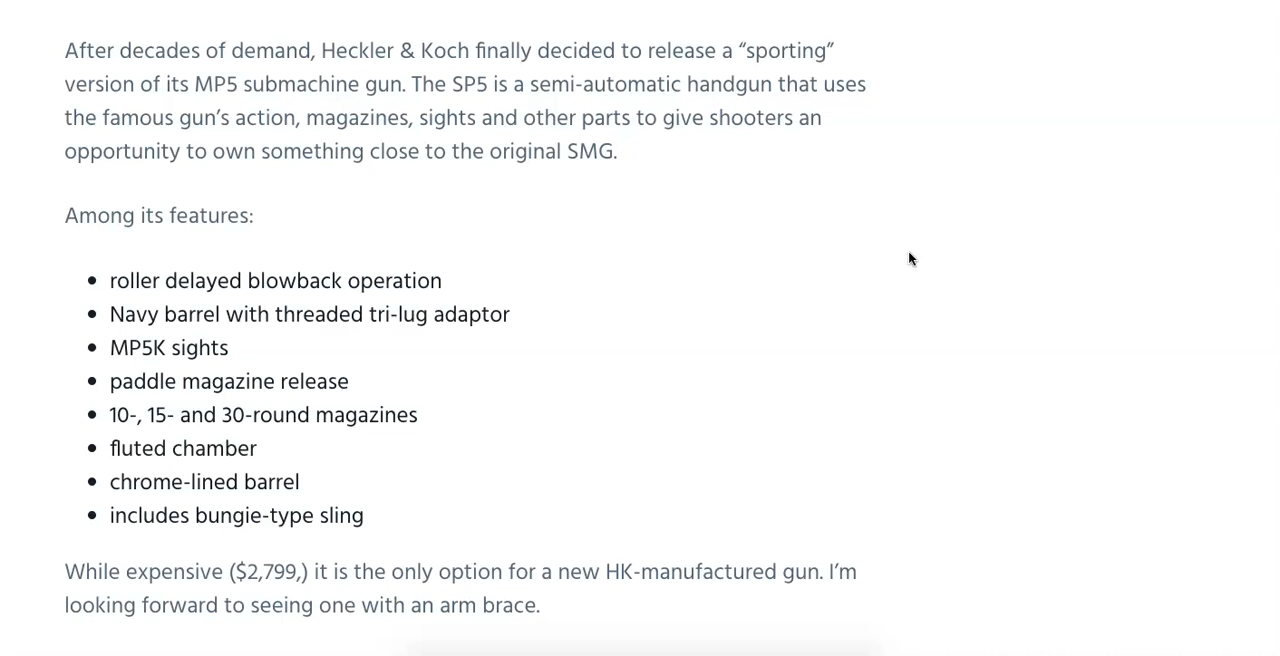 After decades of demand, Heckler & Koch finally decided to release a “sporting”
version of its MP5 submachine gun. The SP5 is a semi-automatic handgun that uses
the famous gun’s action, magazines, sights and other parts to give shooters an
opportunity to own something close to the original SMG.
Among its features:
• roller delayed blowback operation
• Navy barrel with threaded tri-lug adaptor
• MP5K sights
• paddle magazine release
• 10-, 15- and 30-round magazines
• fluted chamber
• chrome-lined barrel
• includes bungie-type sling
While expensive ($2,799,) it is the only option for a new HK-manufactured gun. I’m
looking forward to seeing one with an arm brace.